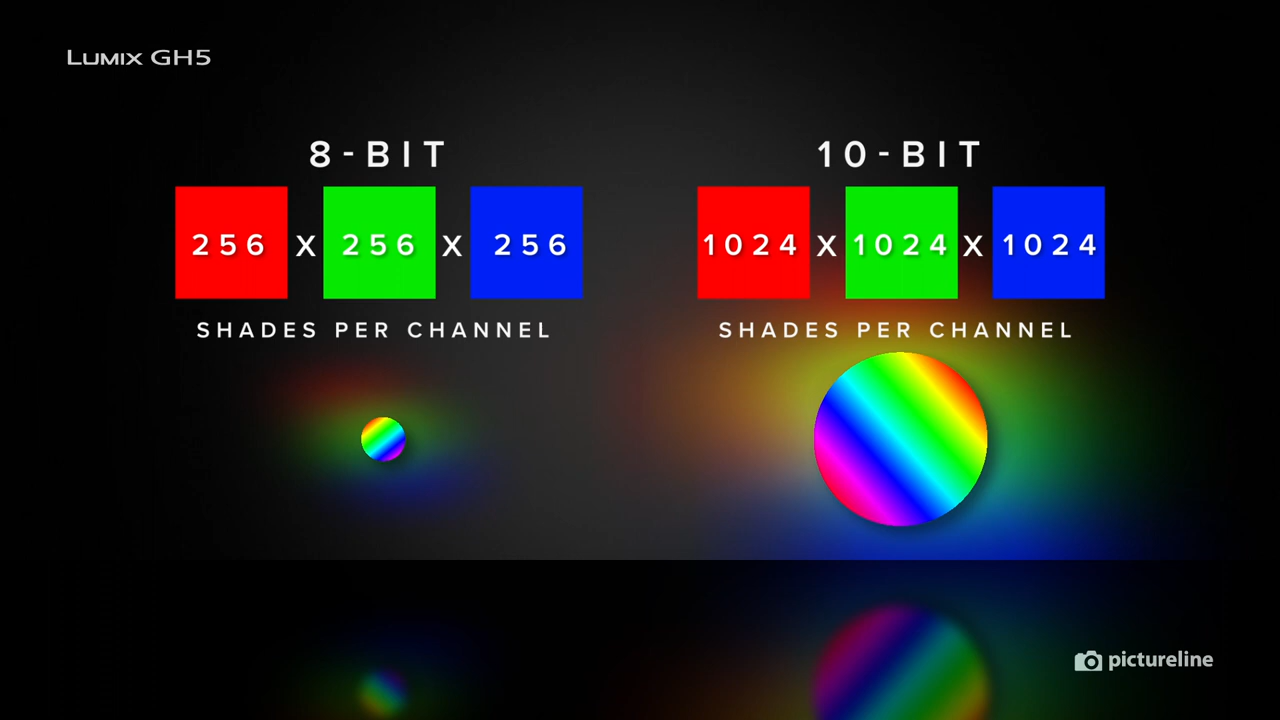 LUMIX GH5
8-BIT
256 X 256 X 256
SHADES PER CHANNEL
10-BIT
1024 X 1024 X 1024
SHADES PER CHANNEL
pictureline